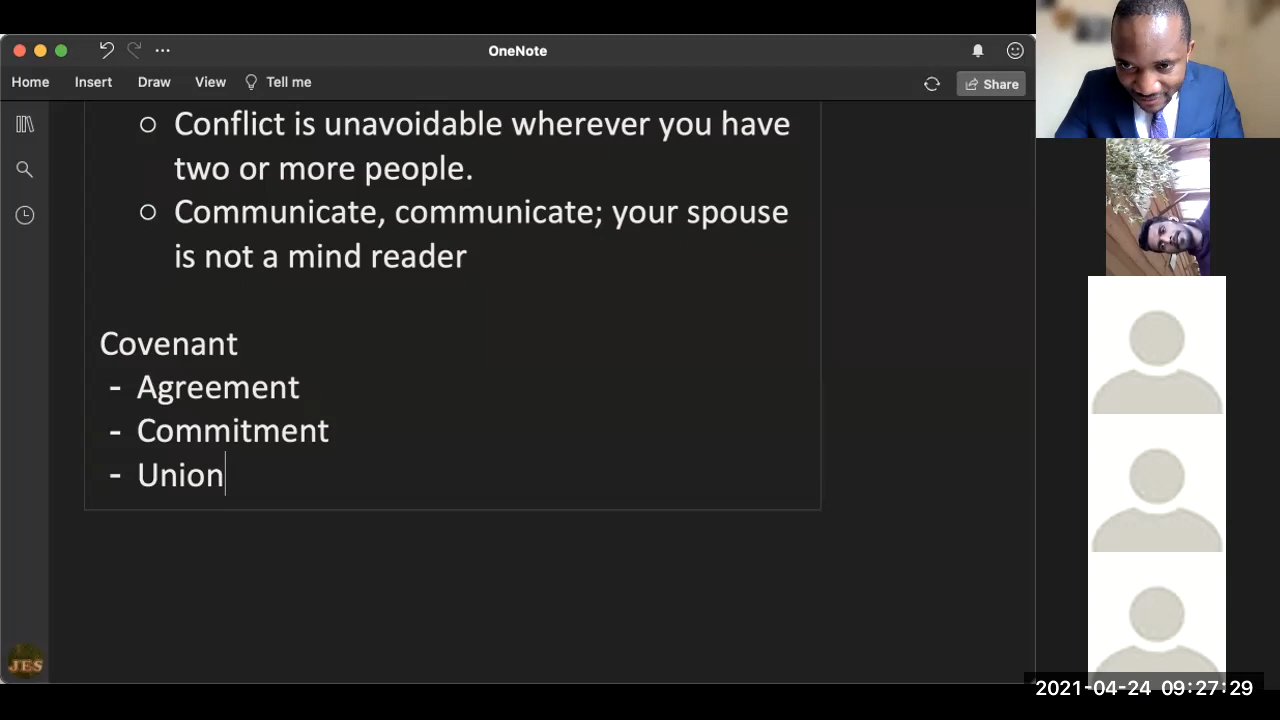 OneNote
Home Insert Draw View Tell me
Share
○ Conflict is unavoidable wherever you have
two or more people.
○ Communicate, communicate; your spouse
is not a mind reader
Covenant
- Agreement
- Commitment
- Union
JES
2021-04-24 09:27:29